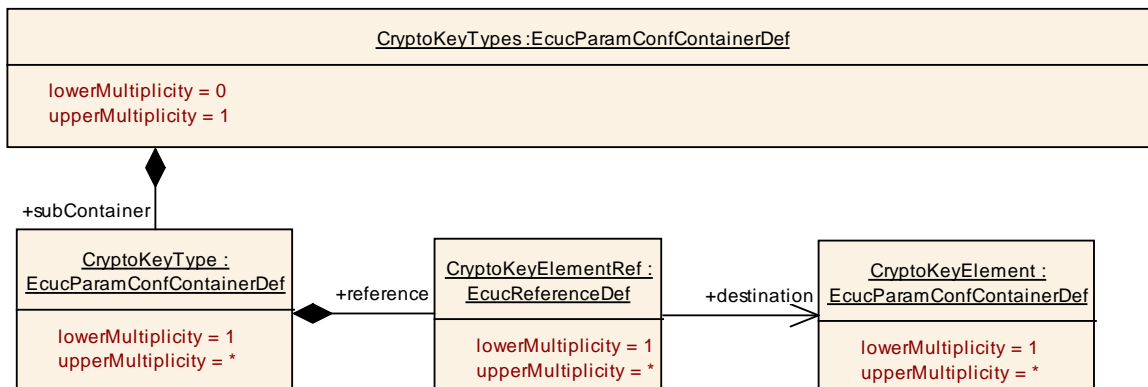 CryptoKeyTypes :EcucParamConfContainerDef
lowerMultiplicity = 0
upperMultiplicity = 1
+subContainer
CryptoKeyType :
EcucParamConfContainerDef
lowerMultiplicity = 1
upperMultiplicity = *
+reference
CryptoKeyElementRef :
EcucReferenceDef
lowerMultiplicity = 1
upperMultiplicity = *
+destination
CryptoKeyElement :
EcucParamConfContainerDef
lowerMultiplicity = 1
upperMultiplicity = *